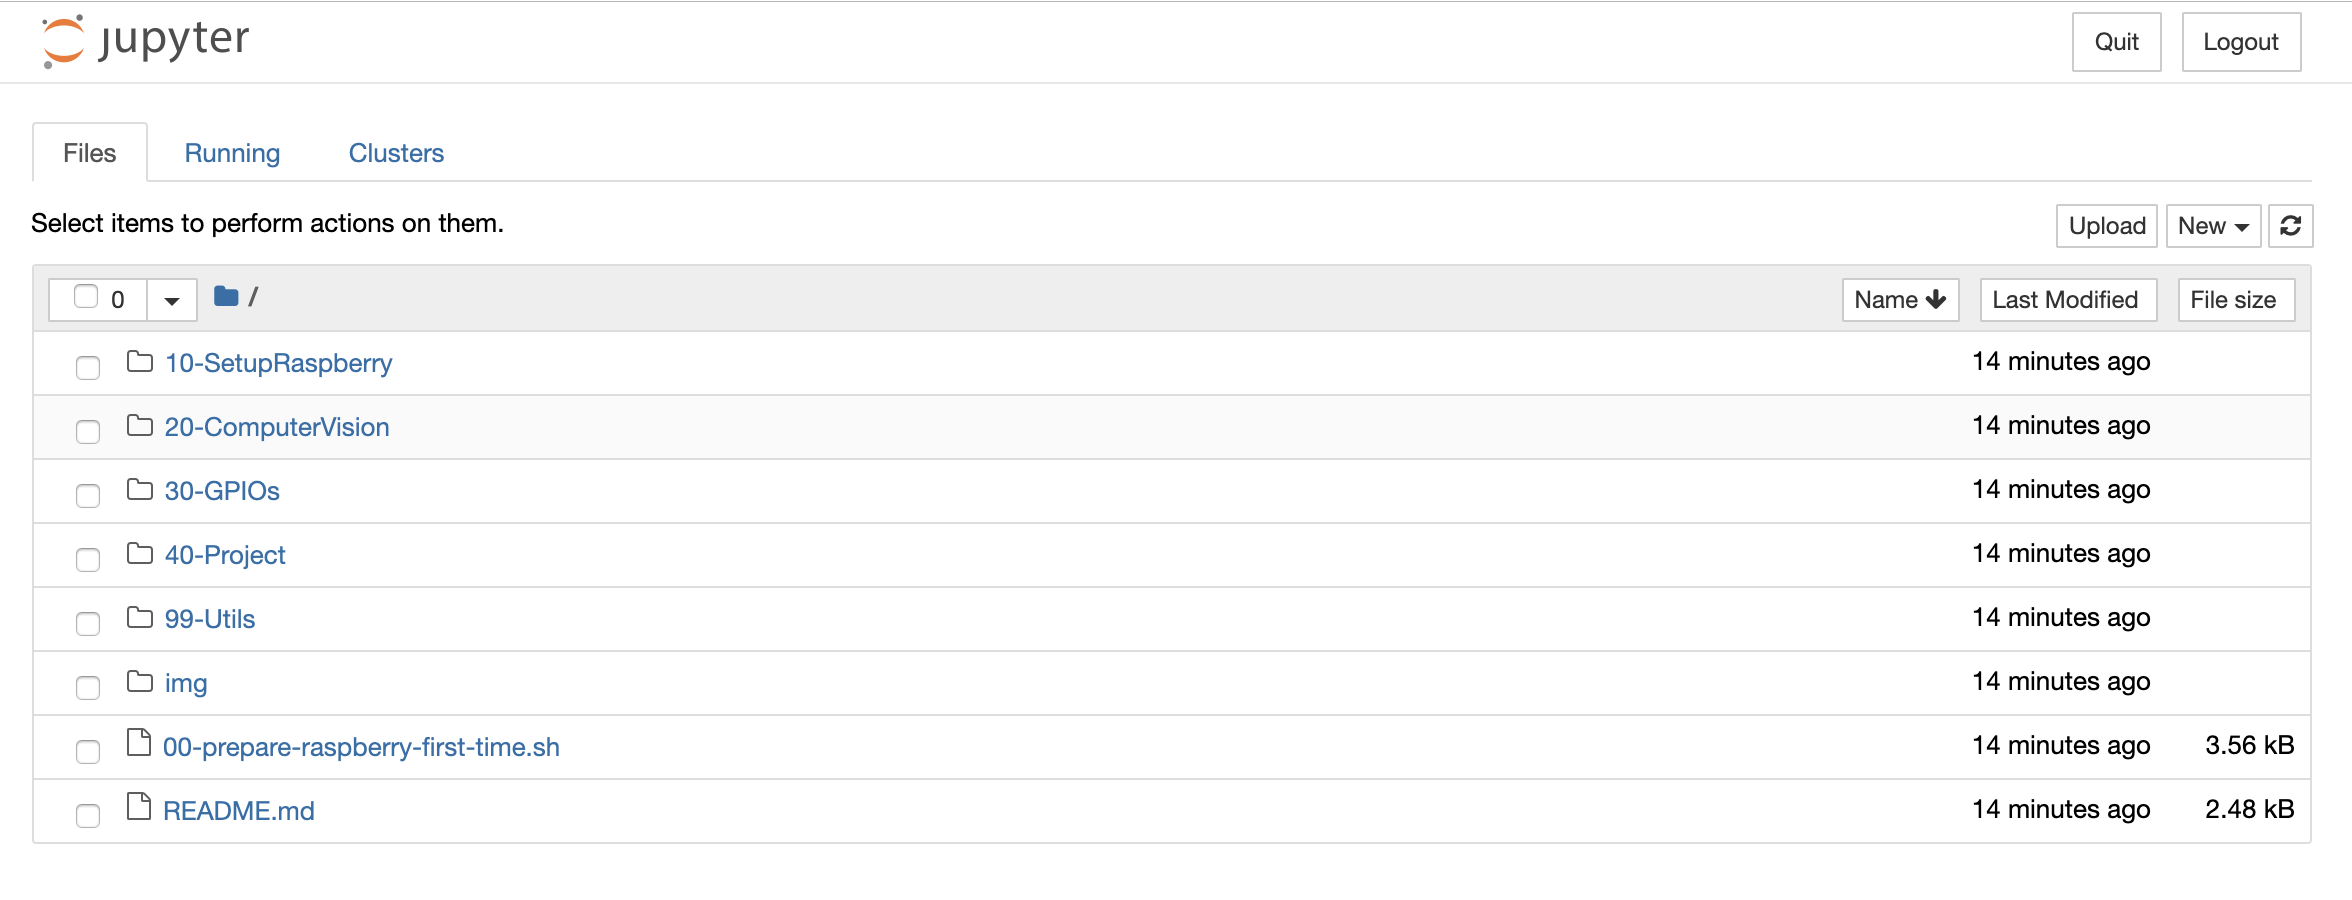 jupyter
Quit Logout
Files Running Clusters
Select items to perform actions on them.
Upload New
0 / Name Last Modified File size
10-SetupRaspberry 14 minutes ago
20-ComputerVision 14 minutes ago
30-GPIOs 14 minutes ago
40-Project 14 minutes ago
99-Utils 14 minutes ago
img 14 minutes ago
00-prepare-raspberry-first-time.sh 14 minutes ago 3.56 kB
README.md 14 minutes ago 2.48 kB